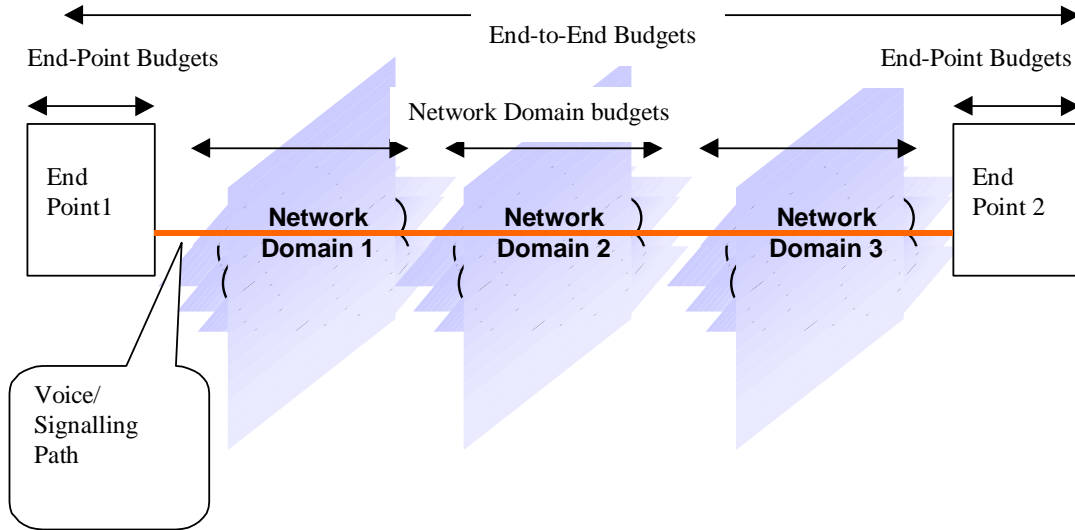 End-to-End Budgets
End-Point Budgets
End-Point Budgets
Network Domain budgets
End
Point1
Network
Domain 1
Network
Domain 2
Network
Domain 3
End
Point 2
Voice/
Signalling
Path